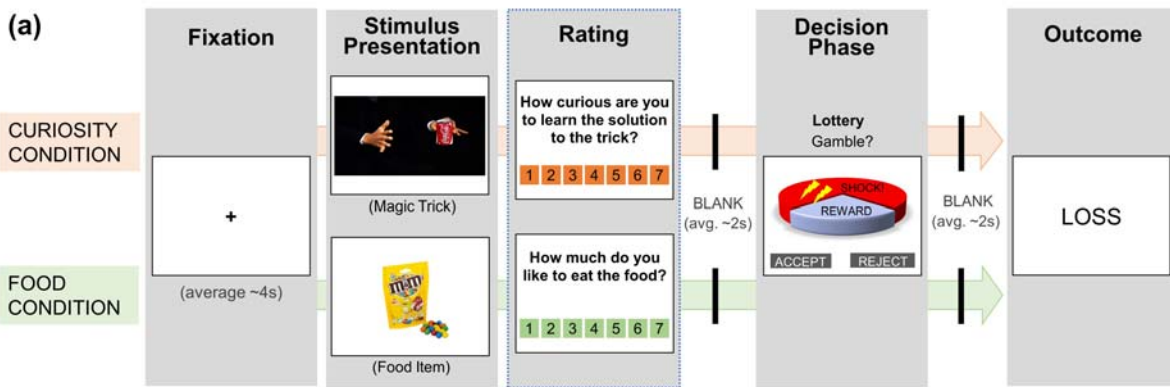 (a)
Fixation
Stimulus
Presentation
Rating
Decision
Phase
Outcome
CURIOSITY
CONDITION
How curious are you
to learn the solution
to the trick?
1 2 3 4 5 6 7
(Magic Trick)
Lottery
Gamble?
SHOCK!
REWARD
ACCEPT REJECT
+
(average ~4s)
BLANK
(avg. ~2s)
BLANK
(avg. ~2s)
LOSS
FOOD
CONDITION
m&m's
How much do you
like to eat the food?
1 2 3 4 5 6 7
(Food Item)